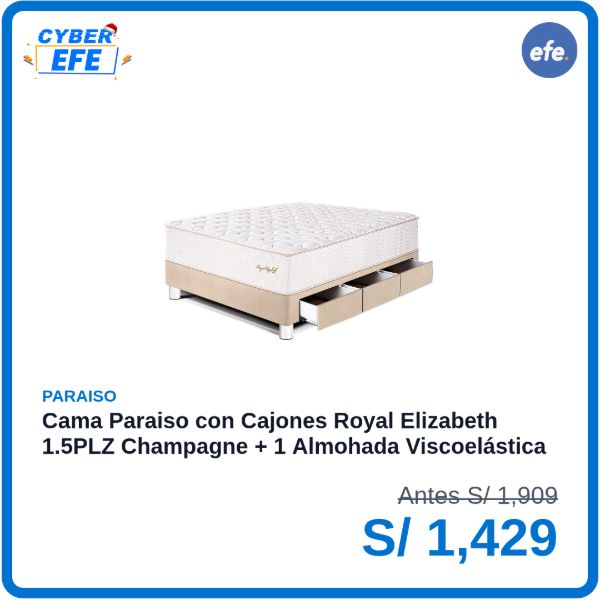 CYBER
EFE
efe.
PARAISO
Cama Paraiso con Cajones Royal Elizabeth
1.5PLZ Champagne + 1 Almohada Viscoelástica
Antes S/ 1,909
S/ 1,429